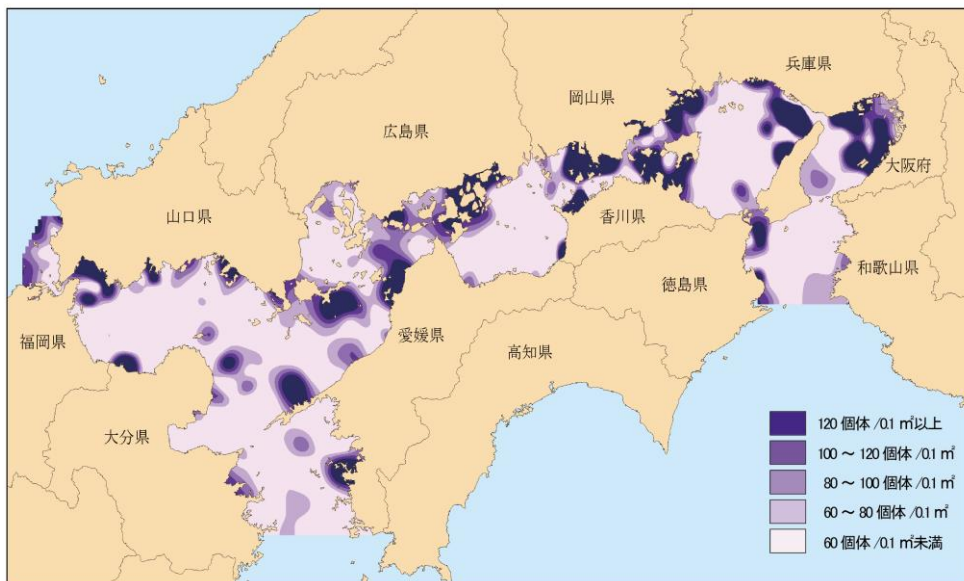 兵庫県
岡山県
広島県
大阪府
山口県
香川県
和歌山県
徳島県
福岡県
愛媛県
高知県
大分県
120 個体 /0.1 ㎡以上
100 ～ 120 個体 /0.1 ㎡
80 ～ 100 個体 /0.1 ㎡
60 ～ 80 個体 /0.1 ㎡
60 個体 /0.1 ㎡未満